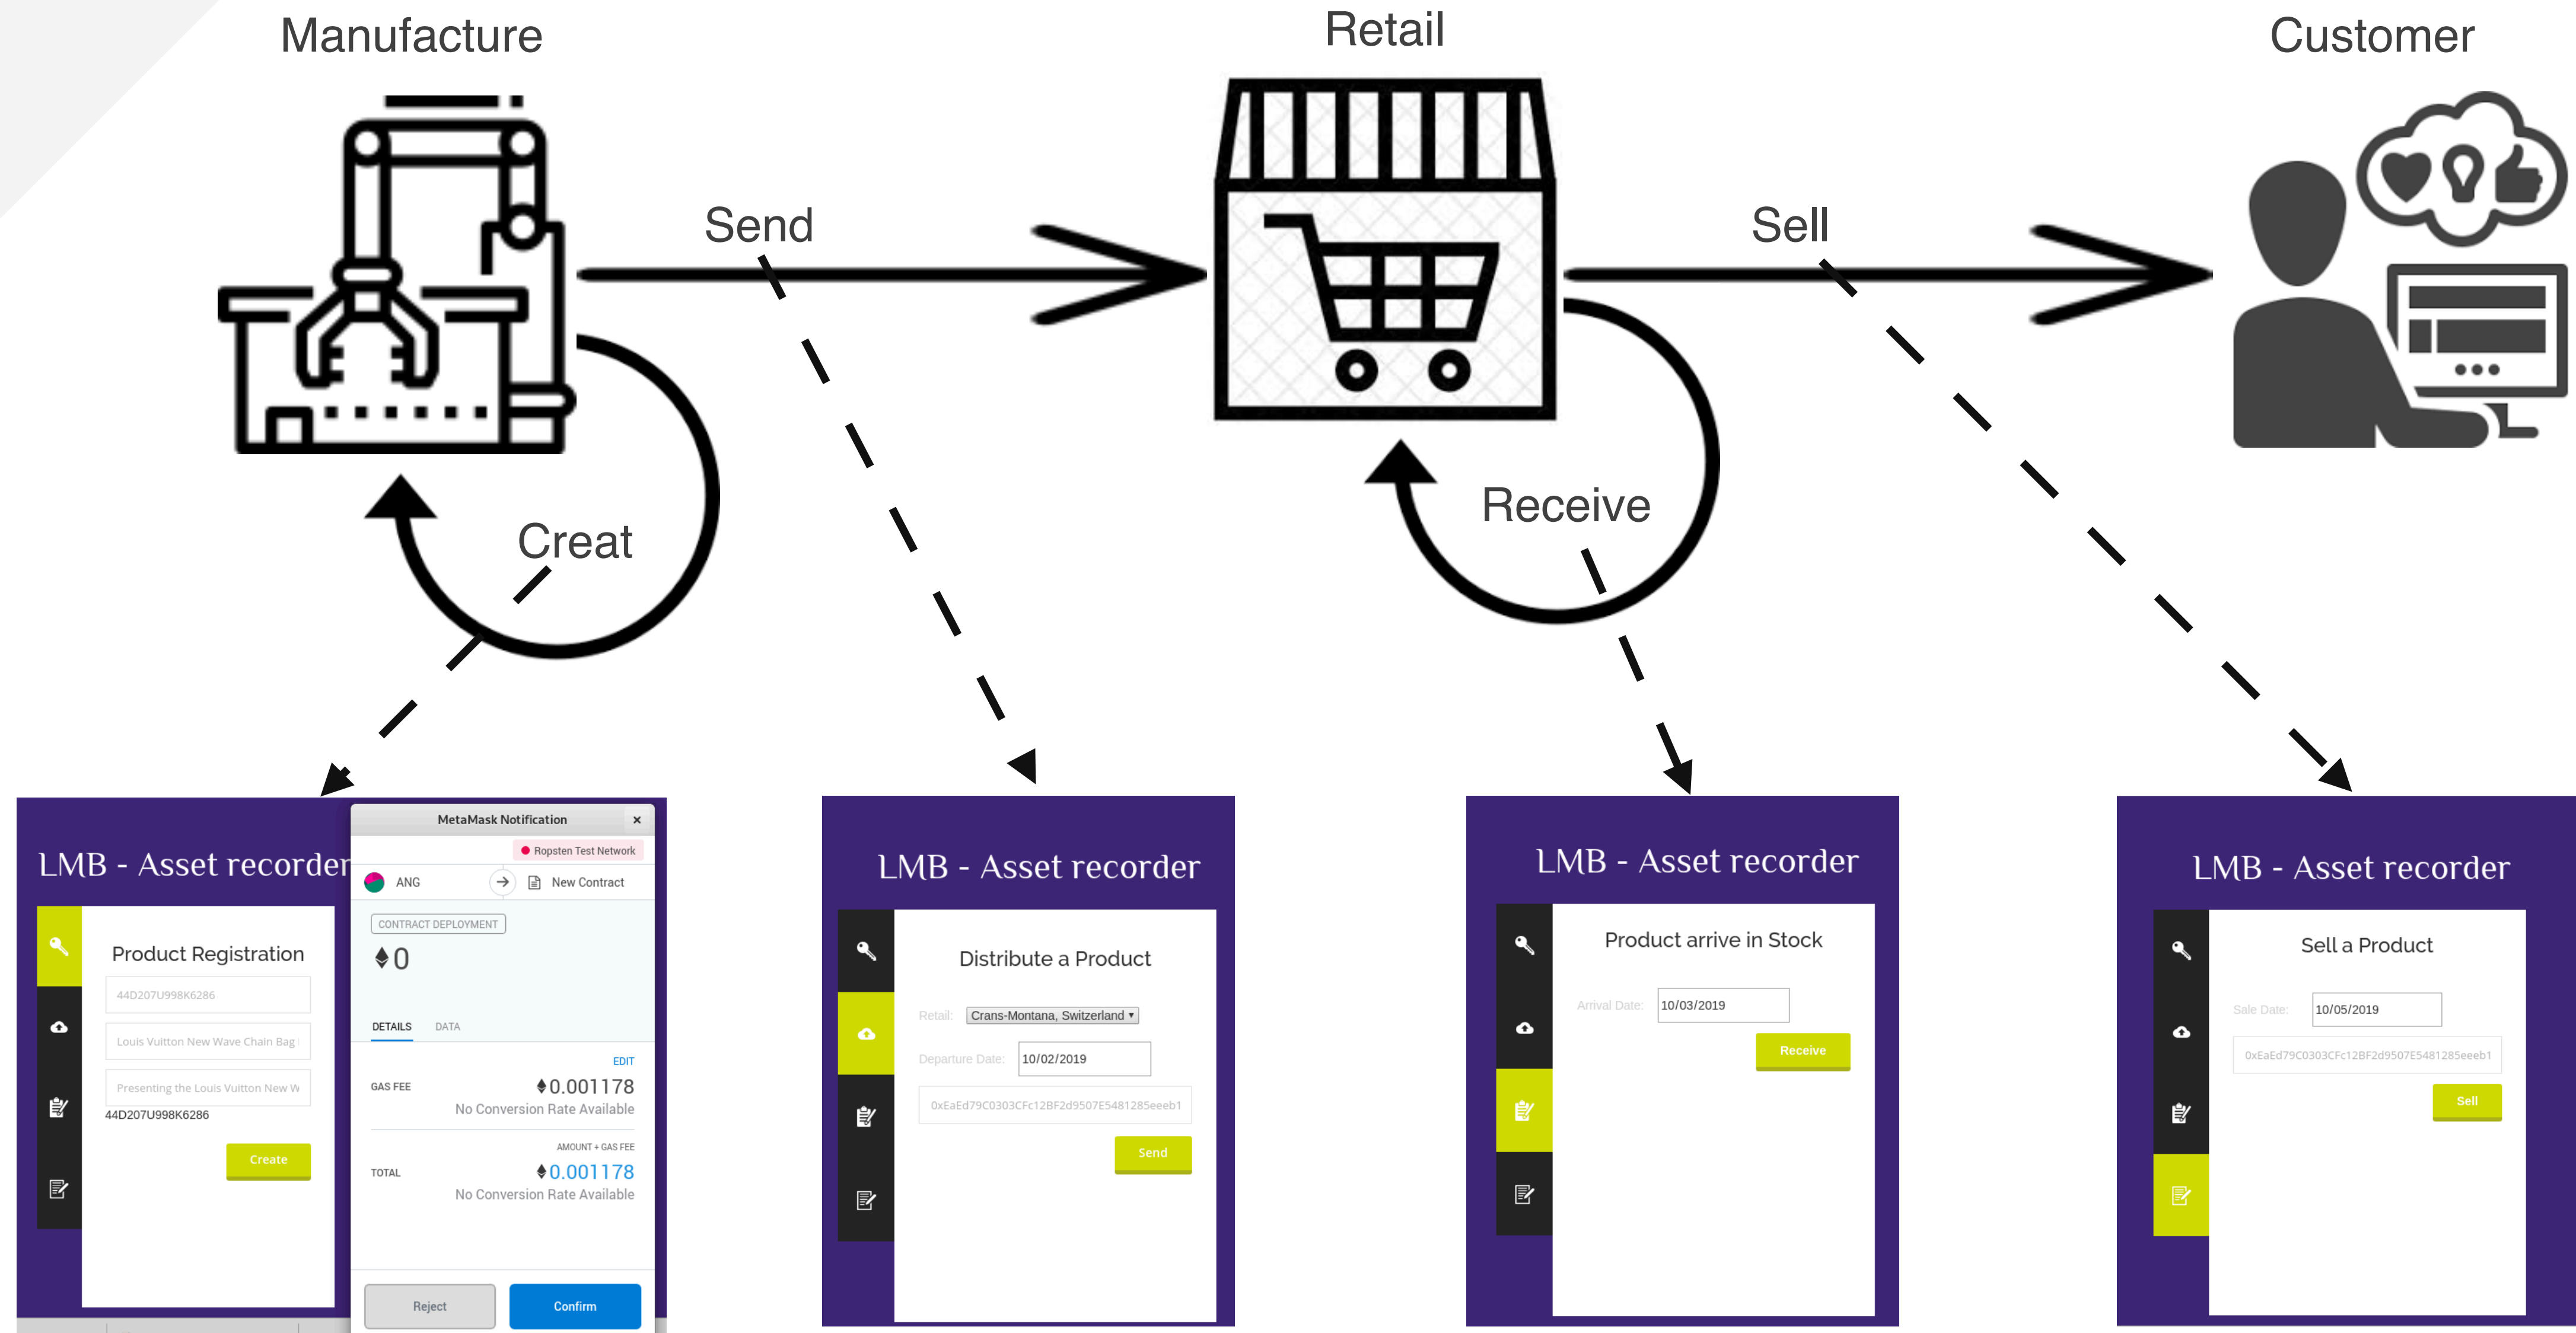 Manufacture
Retail
Customer
Send
Sell
Creat
Receive
LMB - Asset recorder
Product Registration
44D207U998K6286
Louis Vuitton New Wave Chain Bag
Presenting the Louis Vuitton New W
44D207U998K6286
Create
MetaMask Notification
Ropsten Test Network
ANG
New Contract
CONTRACT DEPLOYMENT
0
DETAILS DATA
EDIT
GAS FEE 0.001178
No Conversion Rate Available
AMOUNT + GAS FEE
TOTAL 0.001178
No Conversion Rate Available
Reject Confirm
LMB - Asset recorder
Distribute a Product
Retail: Crans-Montana, Switzerland
Departure Date: 10/02/2019
0xEaEd79C0303CFc12BF2d9507E5481285eeeb1
Send
LMB - Asset recorder
Product arrive in Stock
Arrival Date: 10/03/2019
Receive
LMB - Asset recorder
Sell a Product
Sale Date: 10/05/2019
0xEaEd79C0303CFc12BF2d9507E5481285eeeb1
Sell